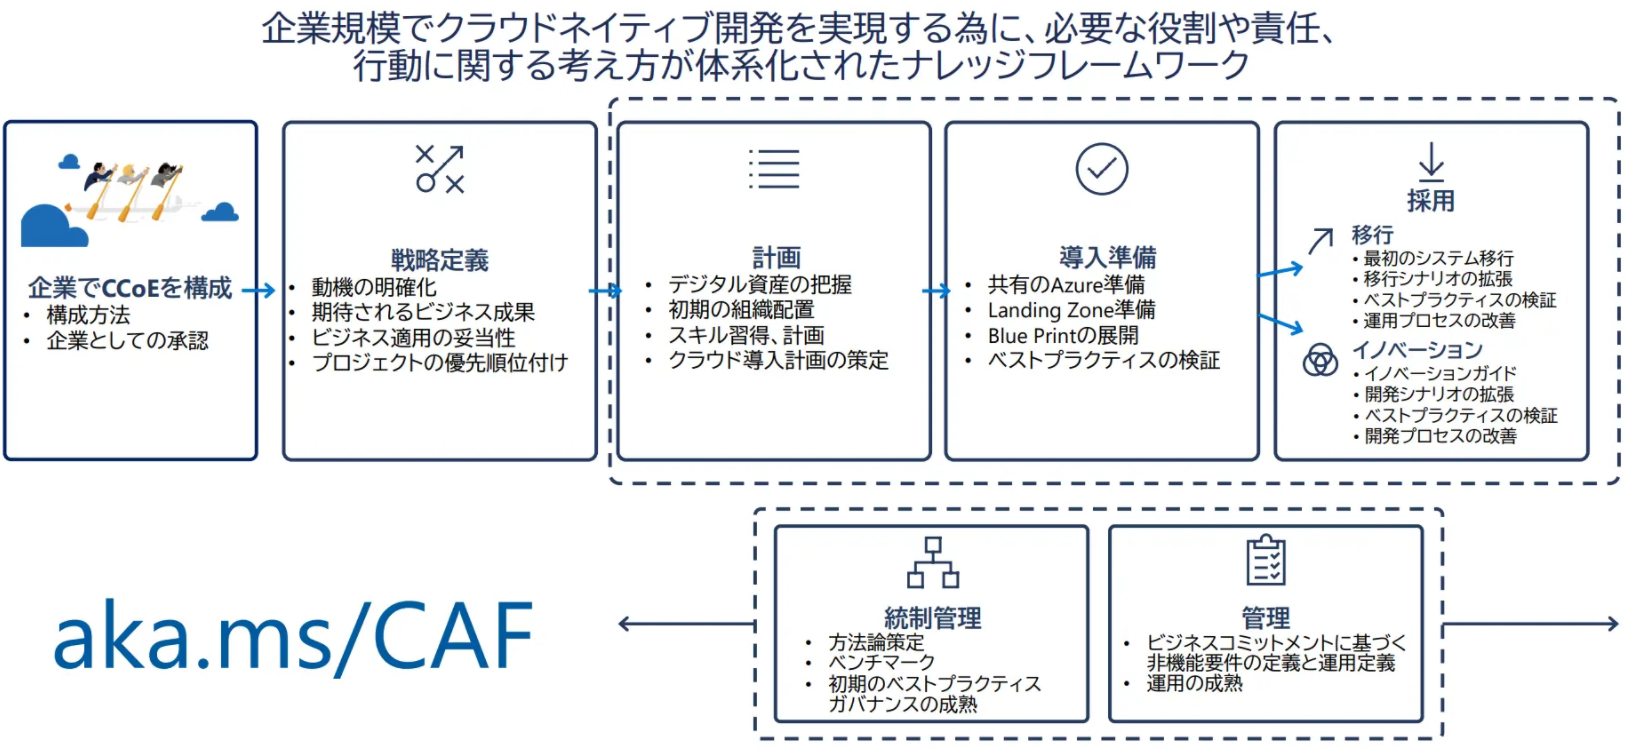 企業規模でクラウドネイティブ開発を実現する為に、必要な役割や責任、
行動に関する考え方が体系化されたナレッジフレームワーク
企業でCCoEを構成
• 構成方法
• 企業としての承認
戦略定義
• 動機の明確化
• 期待されるビジネス成果
• ビジネス適用の妥当性
• プロジェクトの優先順位付け
計画
• デジタル資産の把握
• 初期の組織配置
• スキル習得、計画
• クラウド導入計画の策定
導入準備
• 共有のAzure準備
• Landing Zone準備
• Blue Printの展開
• ベストプラクティスの検証
採用
移行
• 最初のシステム移行
• 移行シナリオの拡張
• ベストプラクティスの検証
• 運用プロセスの改善
イノベーション
• イノベーションガイド
• 開発シナリオの拡張
• ベストプラクティスの検証
• 開発プロセスの改善
aka.ms/CAF
統制管理
• 方法論策定
• ベンチマーク
• 初期のベストプラクティス
ガバナンスの成熟
管理
• ビジネスコミットメントに基づく
非機能要件の定義と運用定義
• 運用の成熟